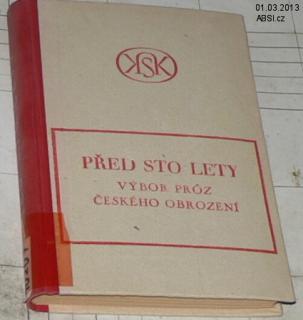 01.03.2013
ABSI.cz
KSK
PŘED STO LETY
VÝBOR PRÓZ
ČESKÉHO OBROZENÍ